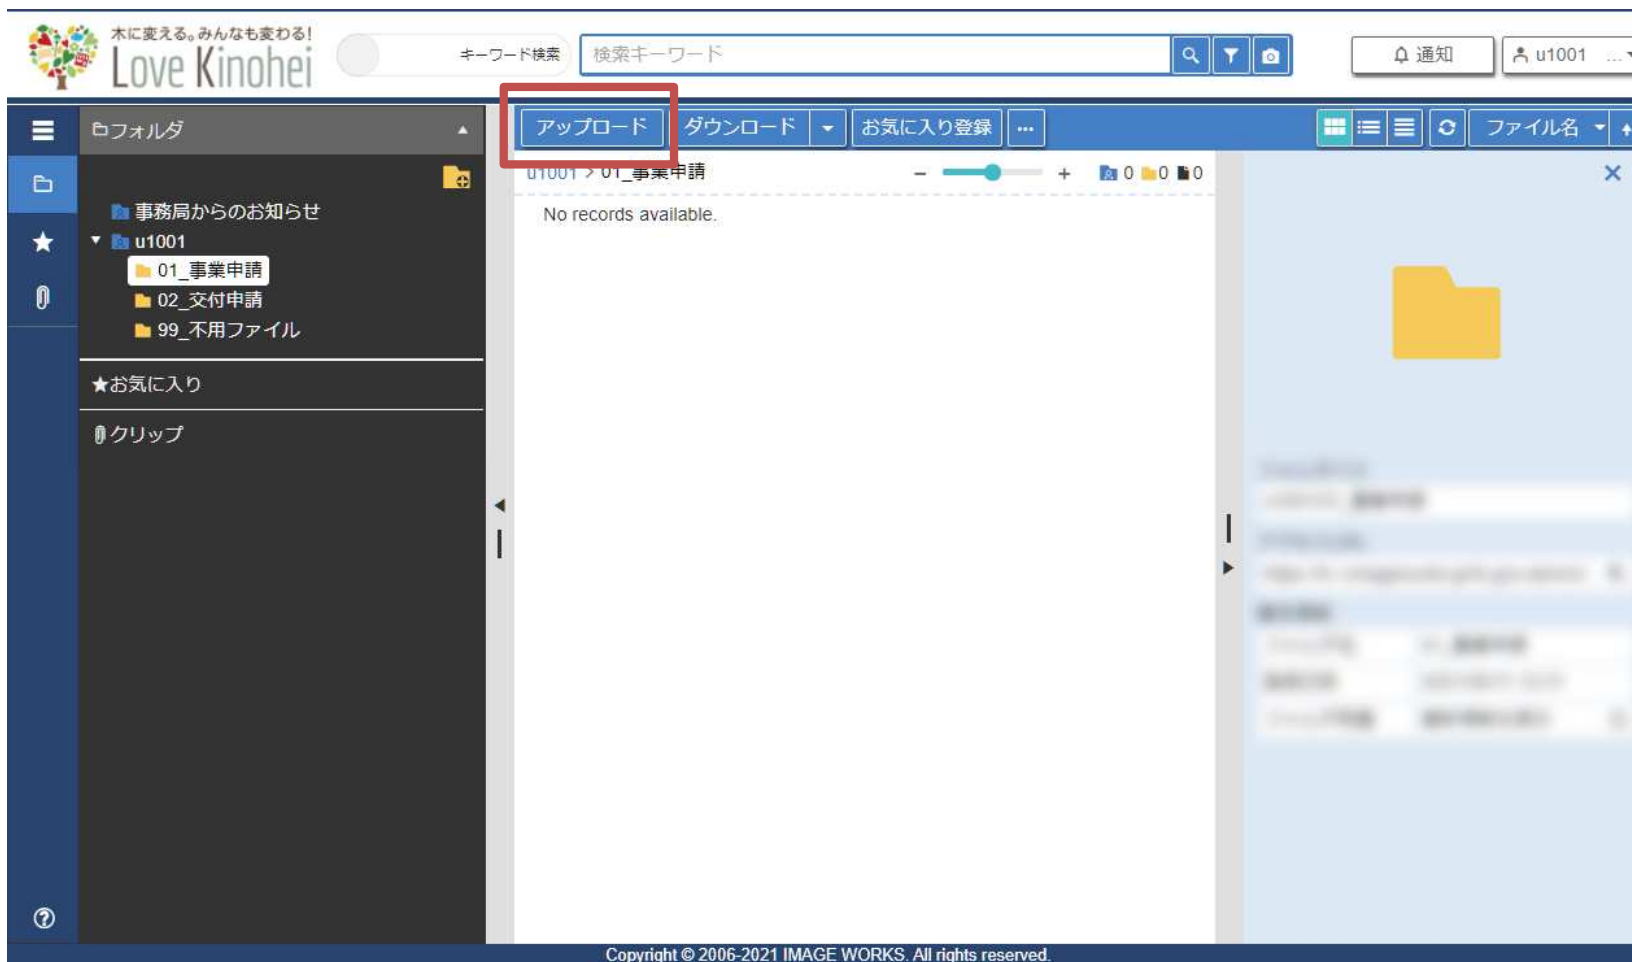 木に変える。みんなも変わる!
Love Kinohei
キーワード検索
検索キーワード
通知
u1001 ...
フォルダ
アップロード
ダウンロード
お気に入り登録
...
ファイル名
u1001 > 01_事業申請
- +
0 0 0
事務局からのお知らせ
u1001
01_事業申請
02_交付申請
99_不用ファイル
No records available.
★お気に入り
クリップ
Copyright © 2006-2021 IMAGE WORKS. All rights reserved.